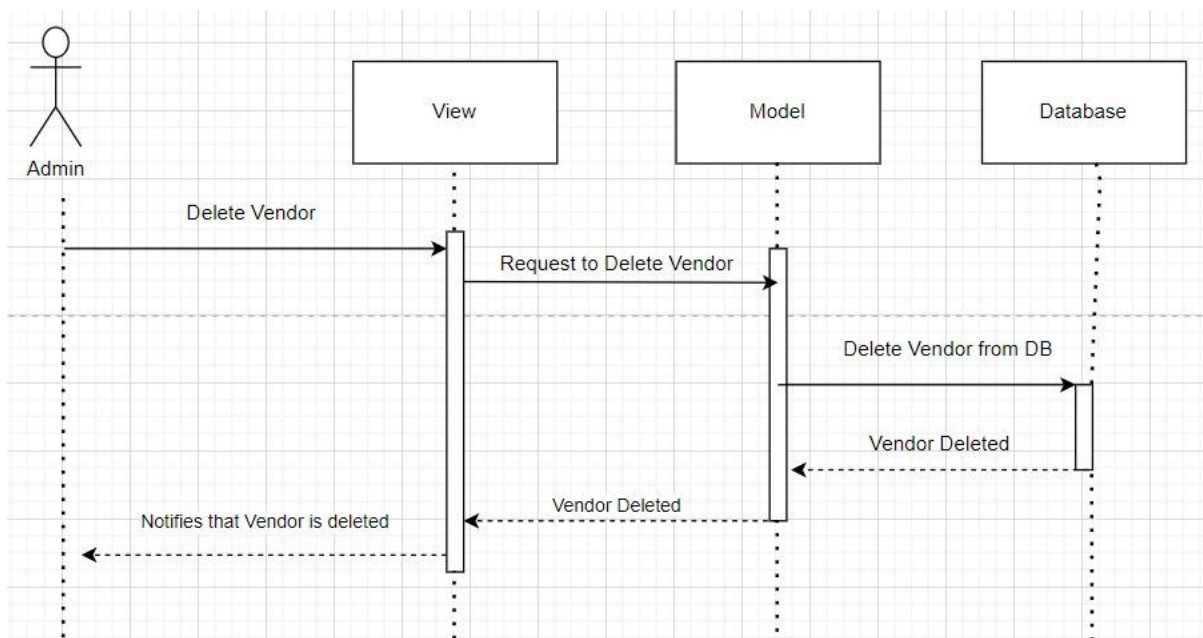 View
Model
Database
Admin
Delete Vendor
Request to Delete Vendor
Delete Vendor from DB
Vendor Deleted
Vendor Deleted
Notifies that Vendor is deleted